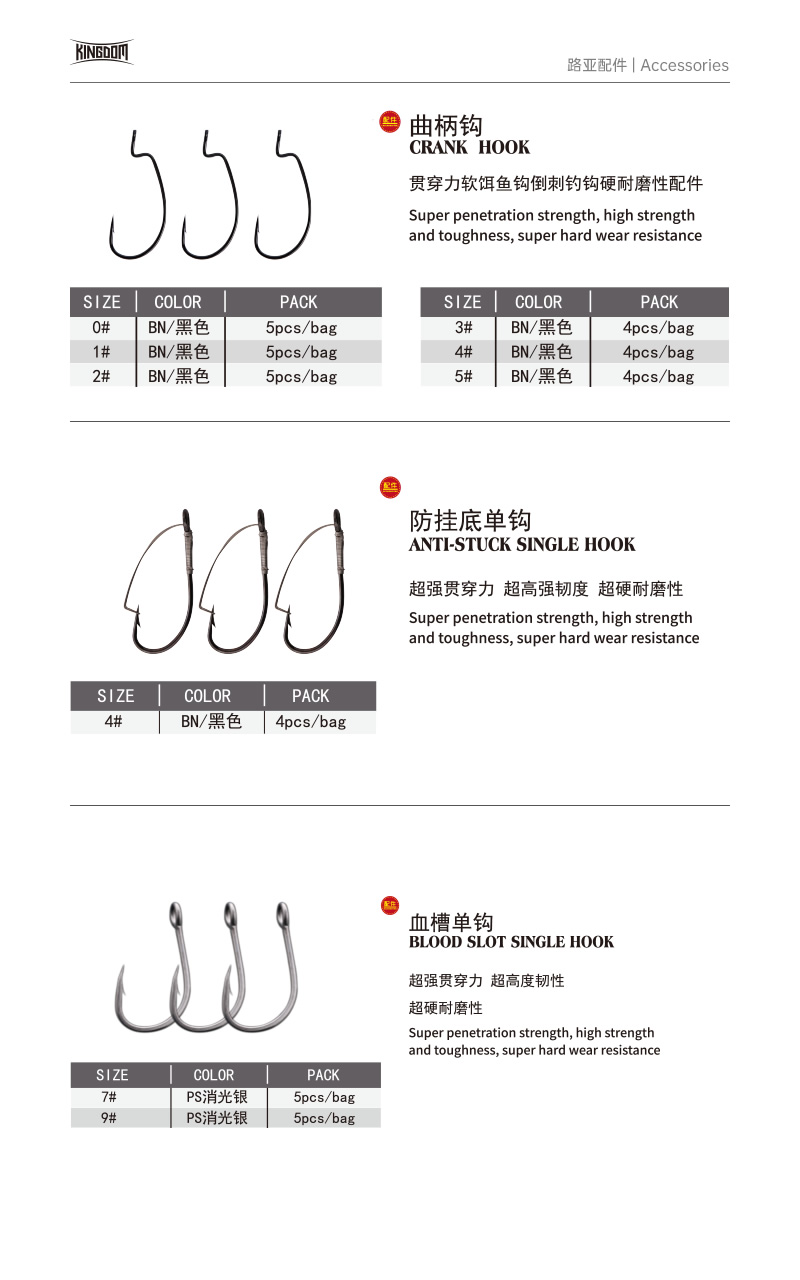 KINGDOM
路亚配件 | Accessories
配件
曲柄钩
CRANK HOOK
贯穿力软饵鱼钩倒刺钓钩硬耐磨性配件
Super penetration strength, high strength
and toughness, super hard wear resistance
SIZE COLOR PACK
0# BN/黑色 5pcs/bag
1# BN/黑色 5pcs/bag
2# BN/黑色 5pcs/bag
SIZE COLOR PACK
3# BN/黑色 4pcs/bag
4# BN/黑色 4pcs/bag
5# BN/黑色 4pcs/bag
配件
防挂底单钩
ANTI-STUCK SINGLE HOOK
超强贯穿力 超高强韧度 超硬耐磨性
Super penetration strength, high strength
and toughness, super hard wear resistance
SIZE COLOR PACK
4# BN/黑色 4pcs/bag
配件
血槽单钩
BLOOD SLOT SINGLE HOOK
超强贯穿力 超高度韧性
超硬耐磨性
Super penetration strength, high strength
and toughness, super hard wear resistance
SIZE COLOR PACK
7# PS消光银 5pcs/bag
9# PS消光银 5pcs/bag